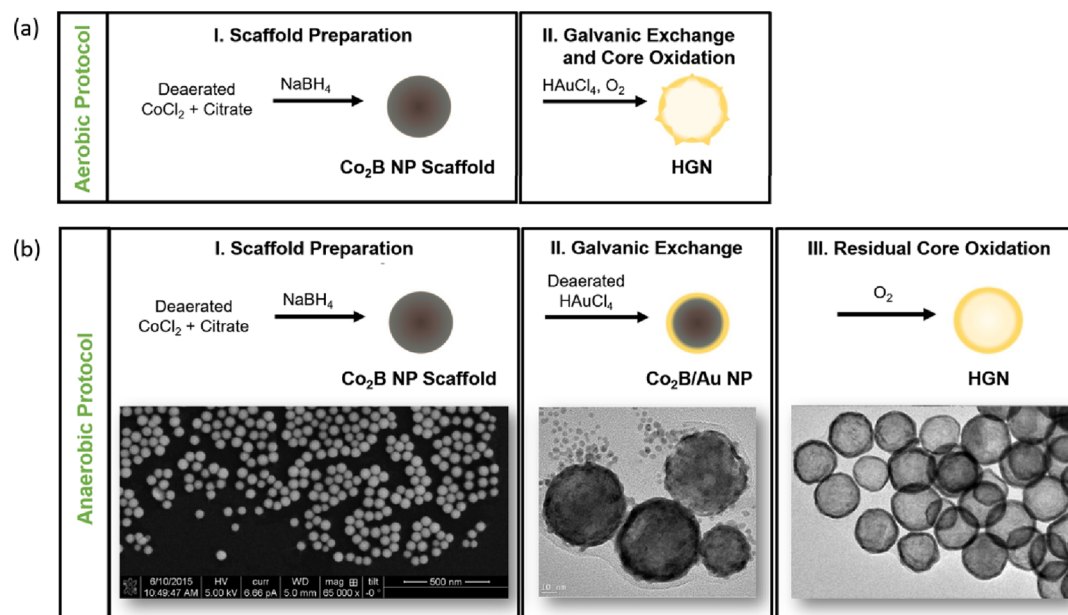 (a)
Aerobic Protocol
I. Scaffold Preparation
Deaerated
CoCl₂ + Citrate
NaBH₄
Co₂B NP Scaffold
II. Galvanic Exchange
and Core Oxidation
HAuCl₄, O₂
HGN
(b)
Anaerobic Protocol
I. Scaffold Preparation
Deaerated
CoCl₂ + Citrate
NaBH₄
Co₂B NP Scaffold
6/10/2015 HV curr WD mag ⊞ tilt
10:49:47 AM 5.00 kV 6.66 pA 5.0 mm 65 000 x -0° 500 nm
II. Galvanic Exchange
Deaerated
HAuCl₄
Co₂B/Au NP
10 nm
III. Residual Core Oxidation
O₂
HGN